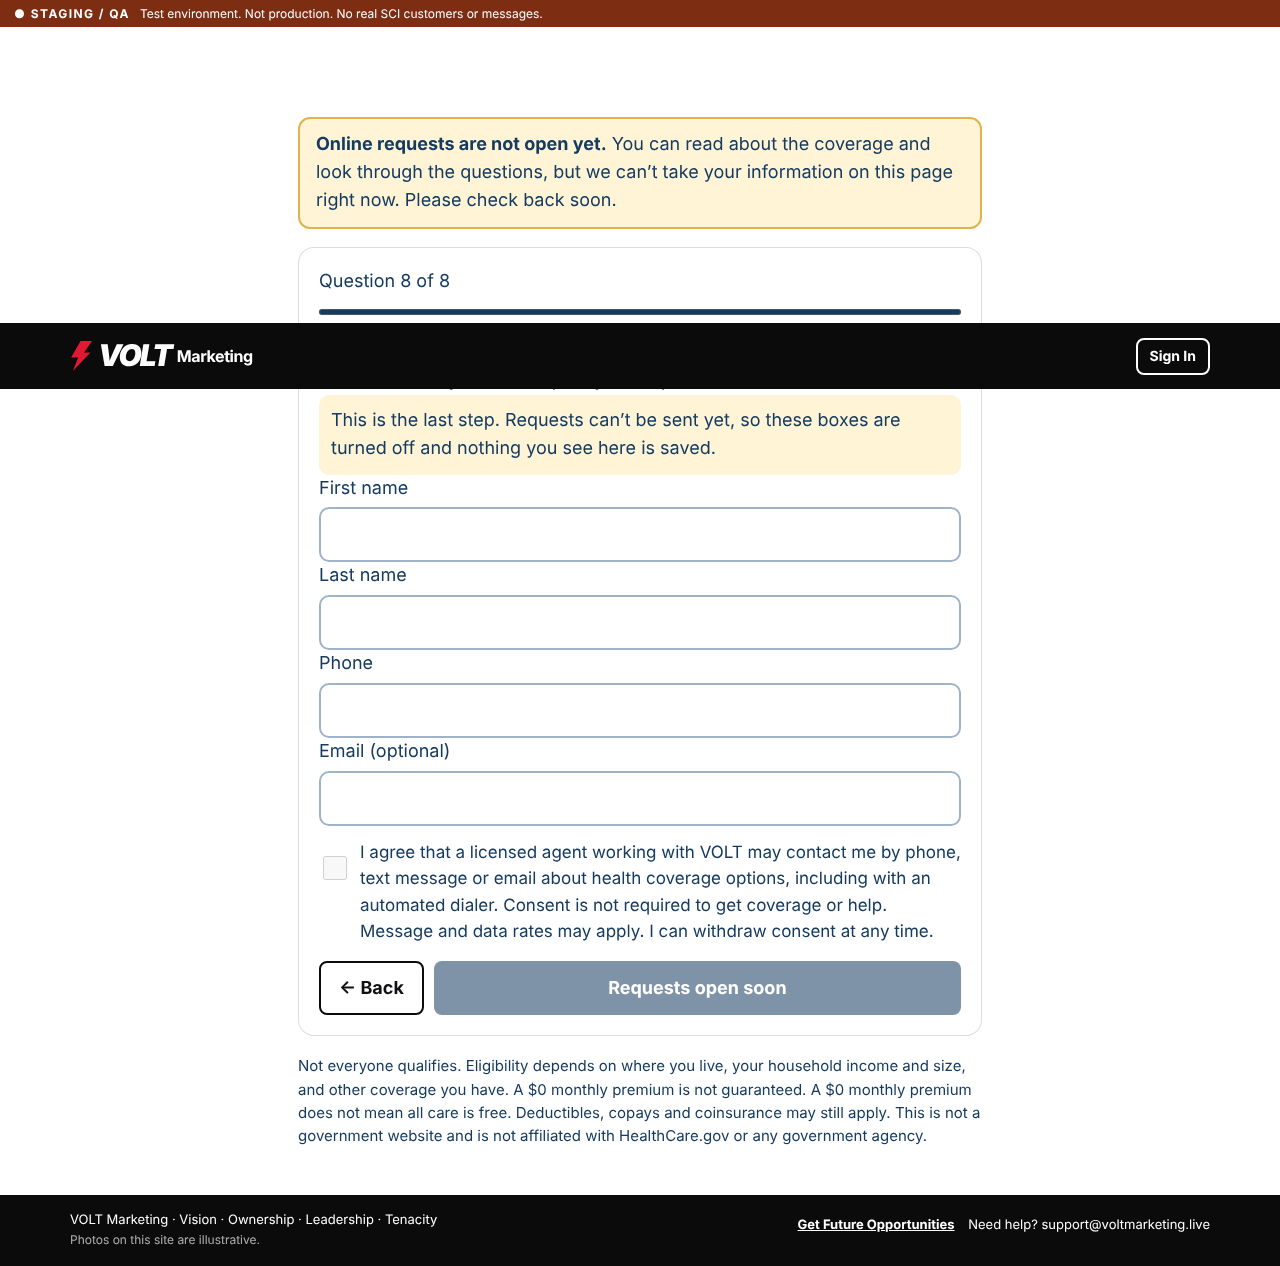 STAGING / QA Test environment. Not production. No real SCI customers or messages.
Online requests are not open yet. You can read about the coverage and
look through the questions, but we can’t take your information on this page
right now. Please check back soon.
Question 8 of 8
VOLT Marketing
Sign In
This is the last step. Requests can’t be sent yet, so these boxes are
turned off and nothing you see here is saved.
First name
Last name
Phone
Email (optional)
I agree that a licensed agent working with VOLT may contact me by phone,
text message or email about health coverage options, including with an
automated dialer. Consent is not required to get coverage or help.
Message and data rates may apply. I can withdraw consent at any time.
← Back
Requests open soon
Not everyone qualifies. Eligibility depends on where you live, your household income and size,
and other coverage you have. A $0 monthly premium is not guaranteed. A $0 monthly premium
does not mean all care is free. Deductibles, copays and coinsurance may still apply. This is not a
government website and is not affiliated with HealthCare.gov or any government agency.
VOLT Marketing · Vision · Ownership · Leadership · Tenacity
Photos on this site are illustrative.
Get Future Opportunities
Need help? support@voltmarketing.live